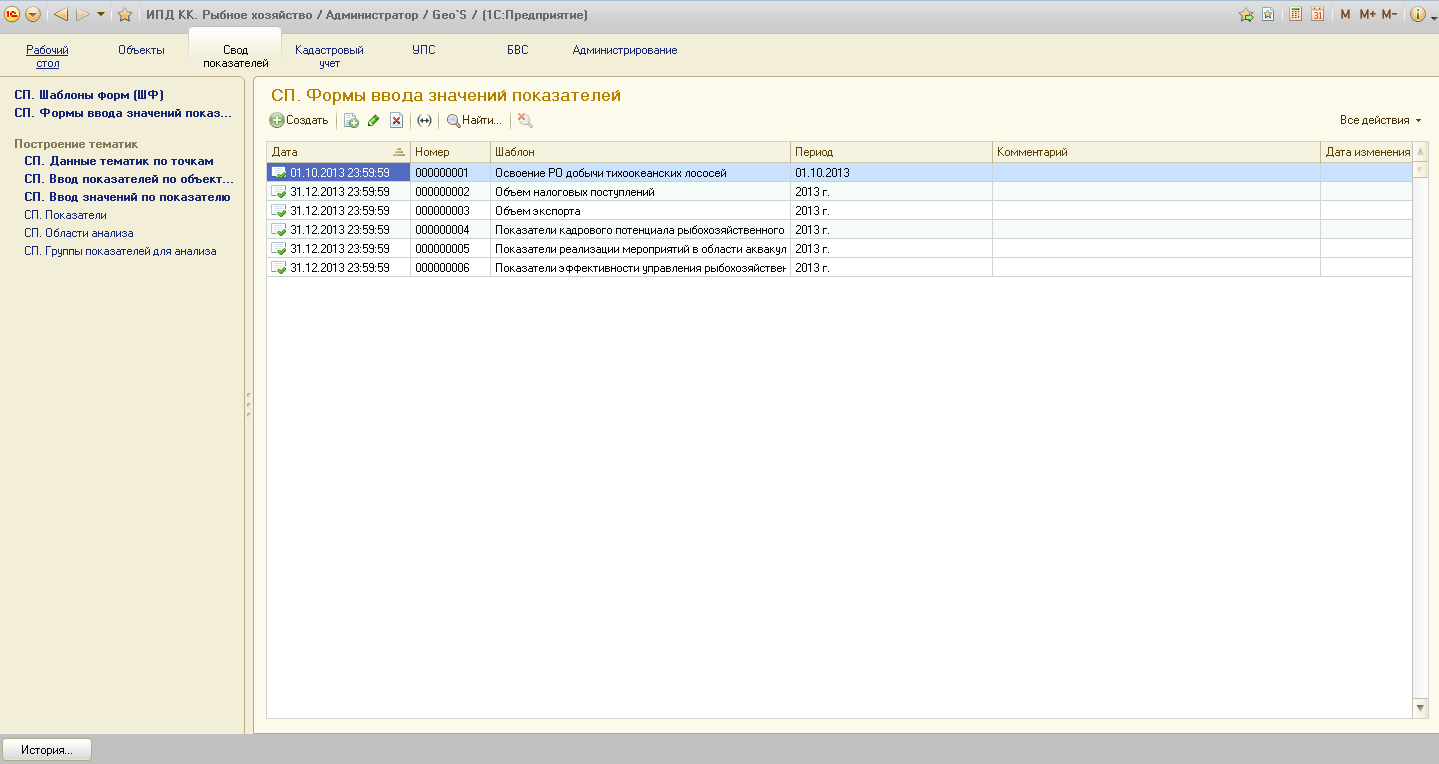 ИПД КК. Рыбное хозяйство / Администратор / Geo`S / (1С:Предприятие)
31 M M+ M-
Рабочий стол
Объекты
Свод показателей
Кадастровый учет
УПС
БВС
Администрирование
СП. Шаблоны форм (ШФ)
СП. Формы ввода значений показ...
Построение тематик
СП. Данные тематик по точкам
СП. Ввод показателей по объект...
СП. Ввод значений по показателю
СП. Показатели
СП. Области анализа
СП. Группы показателей для анализа
СП. Формы ввода значений показателей
Создать Найти... Все действия
Дата Номер Шаблон Период Комментарий Дата изменения
01.10.2013 23:59:59 000000001 Освоение РО добычи тихоокеанских лососей 01.10.2013
31.12.2013 23:59:59 000000002 Объем налоговых поступлений 2013 г.
31.12.2013 23:59:59 000000003 Объем экспорта 2013 г.
31.12.2013 23:59:59 000000004 Показатели кадрового потенциала рыбохозяйственного 2013 г.
31.12.2013 23:59:59 000000005 Показатели реализации мероприятий в области аквакул 2013 г.
31.12.2013 23:59:59 000000006 Показатели эффективности управления рыбохозяйствен 2013 г.
История...